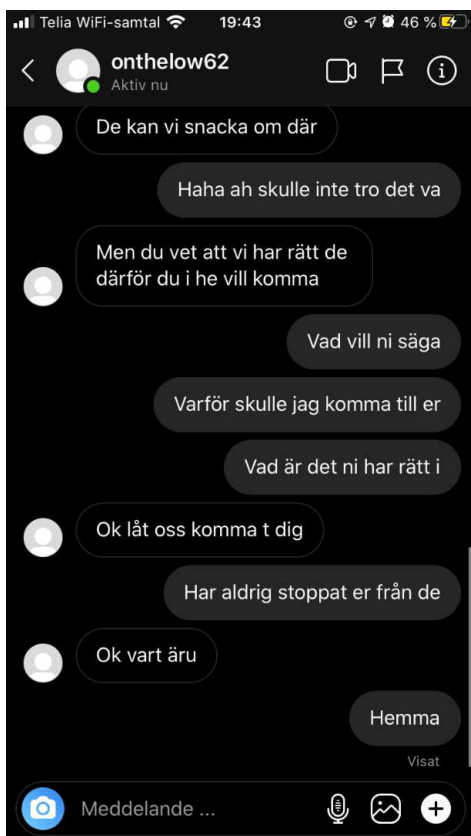 Telia WiFi-samtal 19:43 46 %
onthelow62
Aktiv nu
De kan vi snacka om där
Haha ah skulle inte tro det va
Men du vet att vi har rätt de
därför du i he vill komma
Vad vill ni säga
Varför skulle jag komma till er
Vad är det ni har rätt i
Ok låt oss komma t dig
Har aldrig stoppat er från de
Ok vart äru
Hemma
Visat
Meddelande ...